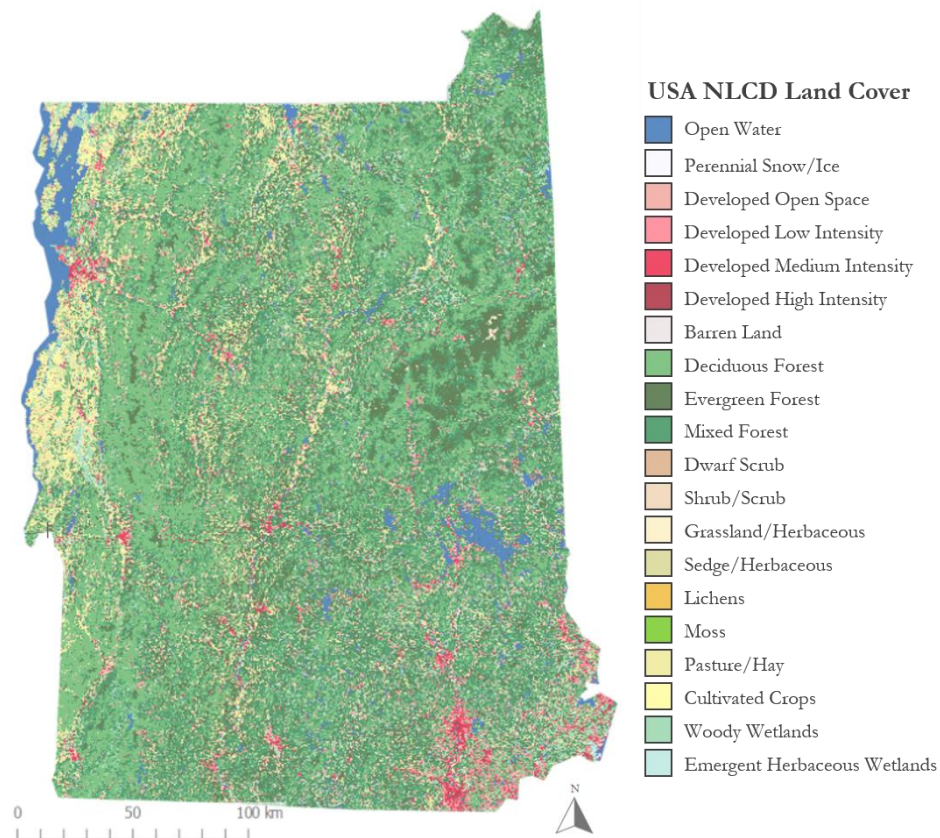 USA NLCD Land Cover
Open Water
Perennial Snow/Ice
Developed Open Space
Developed Low Intensity
Developed Medium Intensity
Developed High Intensity
Barren Land
Deciduous Forest
Evergreen Forest
Mixed Forest
Dwarf Scrub
Shrub/Scrub
Grassland/Herbaceous
Sedge/Herbaceous
Lichens
Moss
Pasture/Hay
Cultivated Crops
Woody Wetlands
Emergent Herbaceous Wetlands
0 50 100 km
N